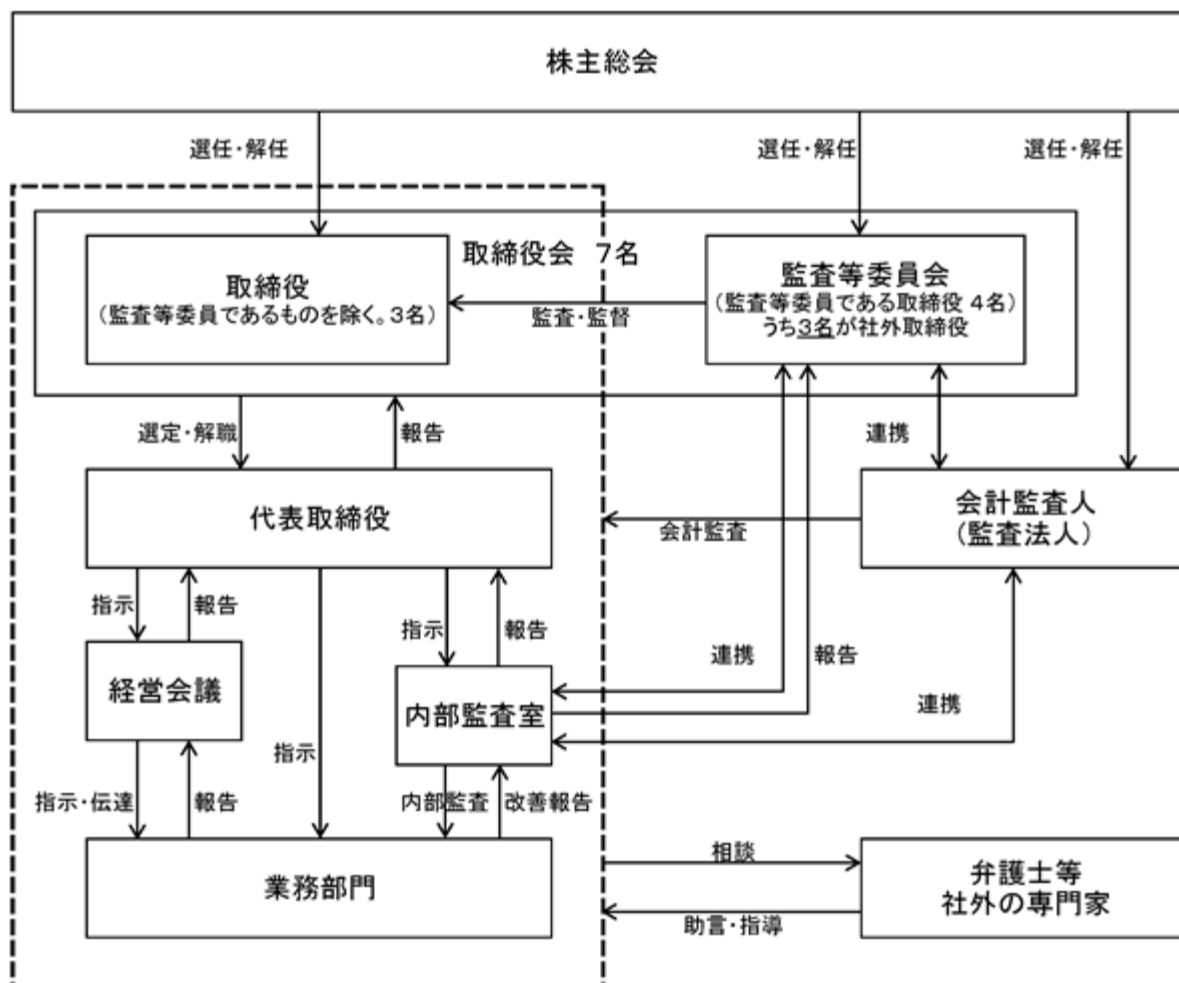 株主総会
選任・解任
選任・解任
選任・解任
取締役会 7名
取締役
(監査等委員であるものを除く。3名)
監査・監督
監査等委員会
(監査等委員である取締役 4名)
うち3名が社外取締役
選定・解職
報告
連携
代表取締役
会計監査
会計監査人
(監査法人)
指示
報告
指示
報告
連携
報告
経営会議
内部監査室
連携
指示
指示・伝達
報告
内部監査
改善報告
業務部門
相談
助言・指導
弁護士等
社外の専門家